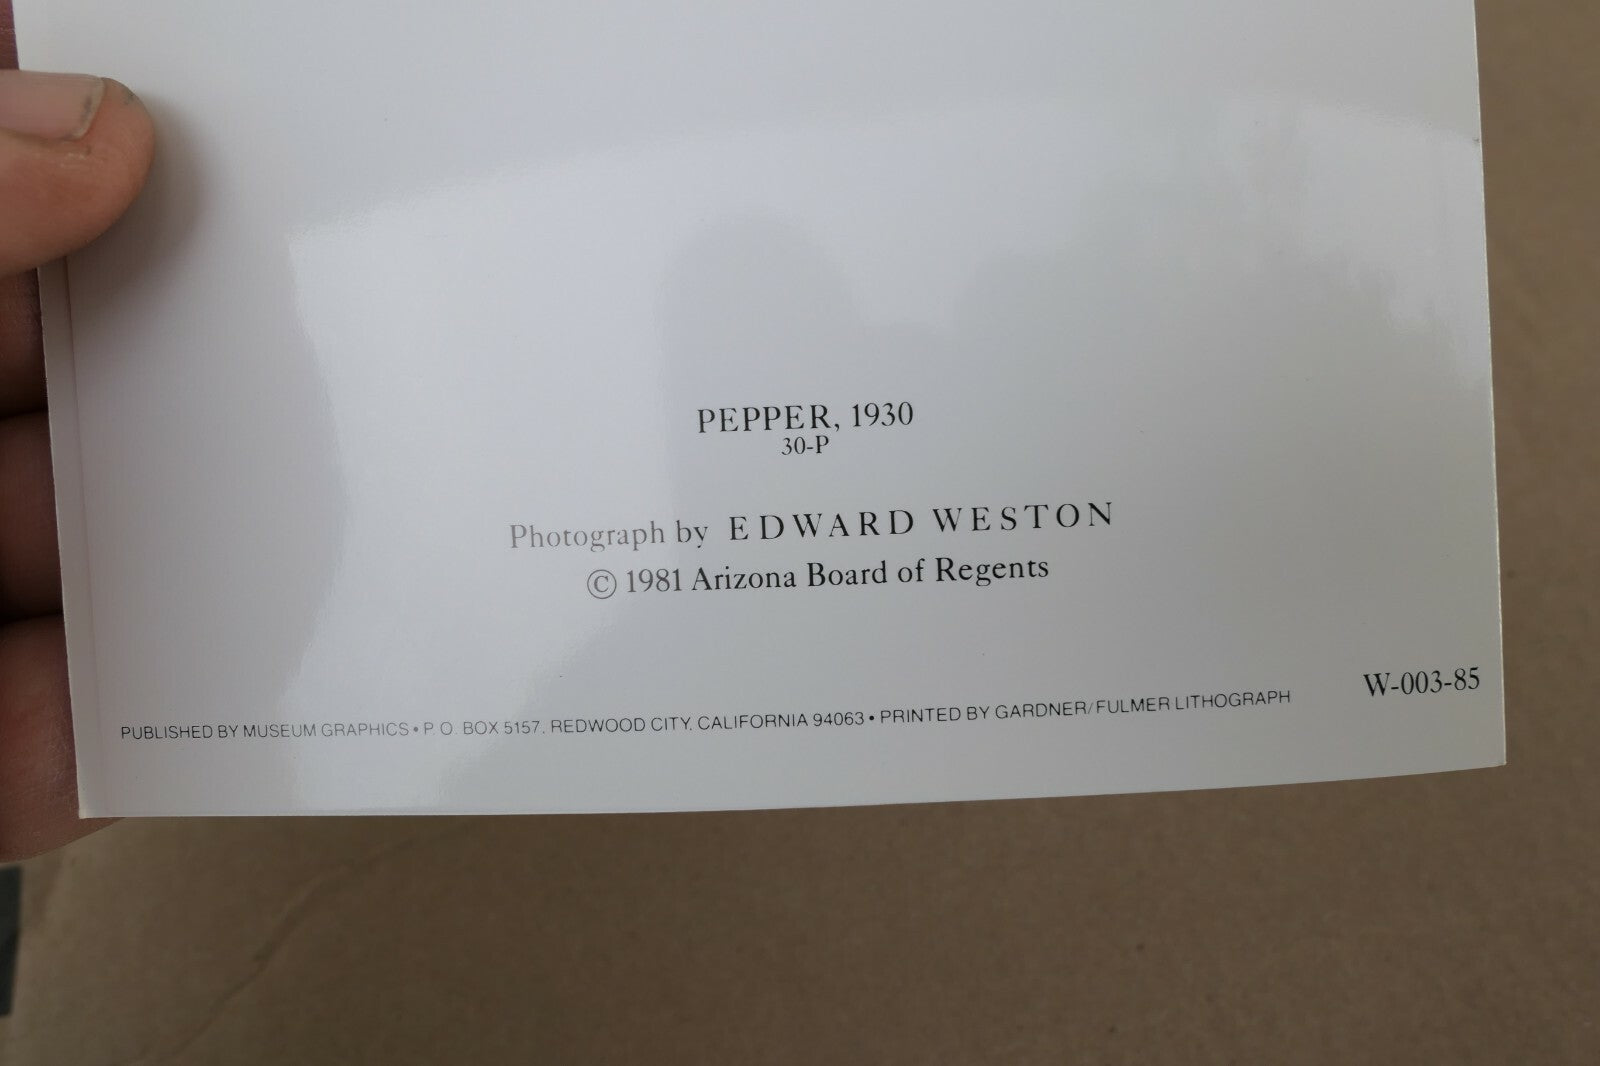 PEPPER, 1930
30-P
Photograph by EDWARD WESTON
© 1981 Arizona Board of Regents
W-003-85
PUBLISHED BY MUSEUM GRAPHICS • P. O. BOX 5157, REDWOOD CITY, CALIFORNIA 94063 • PRINTED BY GARDNER/FULMER LITHOGRAPH